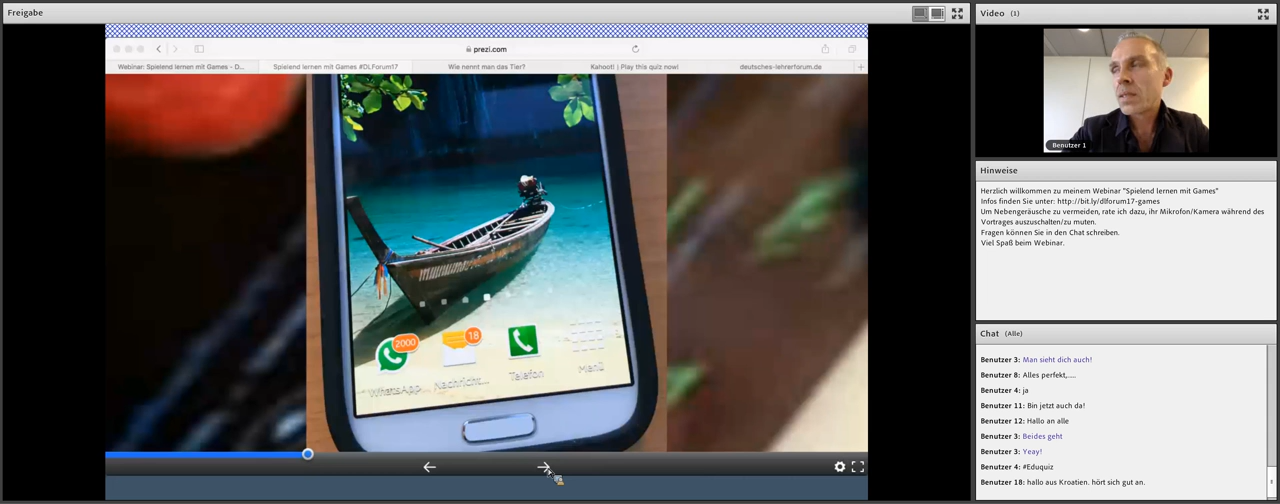 Freigabe
prezi.com
Webinar: Spielend lernen mit Games - D...
Spielend lernen mit Games #DLForum17
Wie nennt man das Tier?
Kahoot! | Play this quiz now!
deutsches-lehrerforum.de
2000
18
WhatsApp
Nachricht...
Telefon
Menü
Video (1)
Benutzer 1
Hinweise
Herzlich willkommen zu meinem Webinar "Spielend lernen mit Games"
Infos finden Sie unter: http://bit.ly/dlforum17-games
Um Nebengeräusche zu vermeiden, rate ich dazu, ihr Mikrofon/Kamera während des
Vortrages auszuschalten/zu muten.
Fragen können Sie in den Chat schreiben.
Viel Spaß beim Webinar.
Chat (Alle)
Benutzer 3: Man sieht dich auch!
Benutzer 8: Alles perfekt,....
Benutzer 4: ja
Benutzer 11: Bin jetzt auch da!
Benutzer 12: Hallo an alle
Benutzer 3: Beides geht
Benutzer 3: Yeay!
Benutzer 4: #Eduquiz
Benutzer 18: hallo aus Kroatien. hört sich gut an.